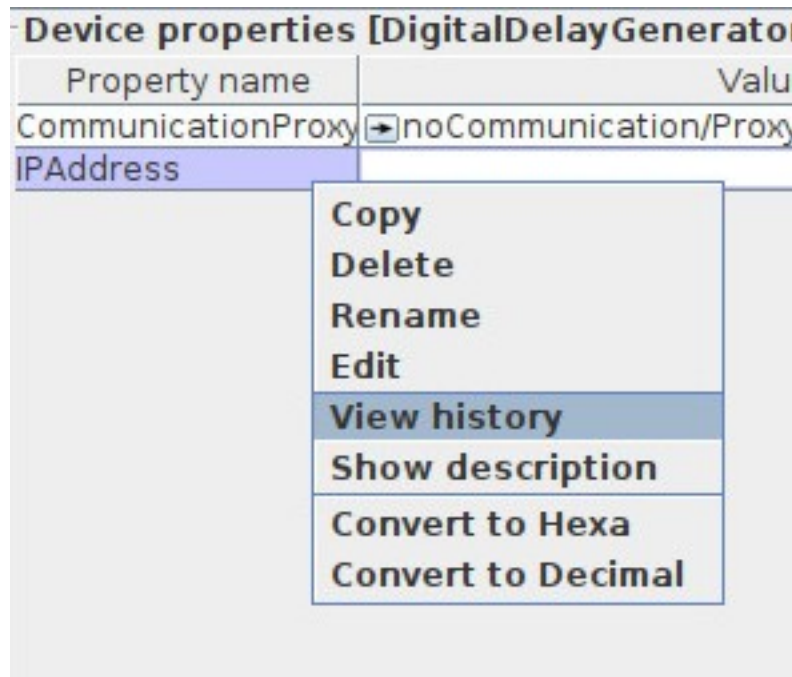 Device properties [DigitalDelayGenerator
Property name Valu
CommunicationProxy noCommunication/Proxy
IPAddress
Copy
Delete
Rename
Edit
View history
Show description
Convert to Hexa
Convert to Decimal